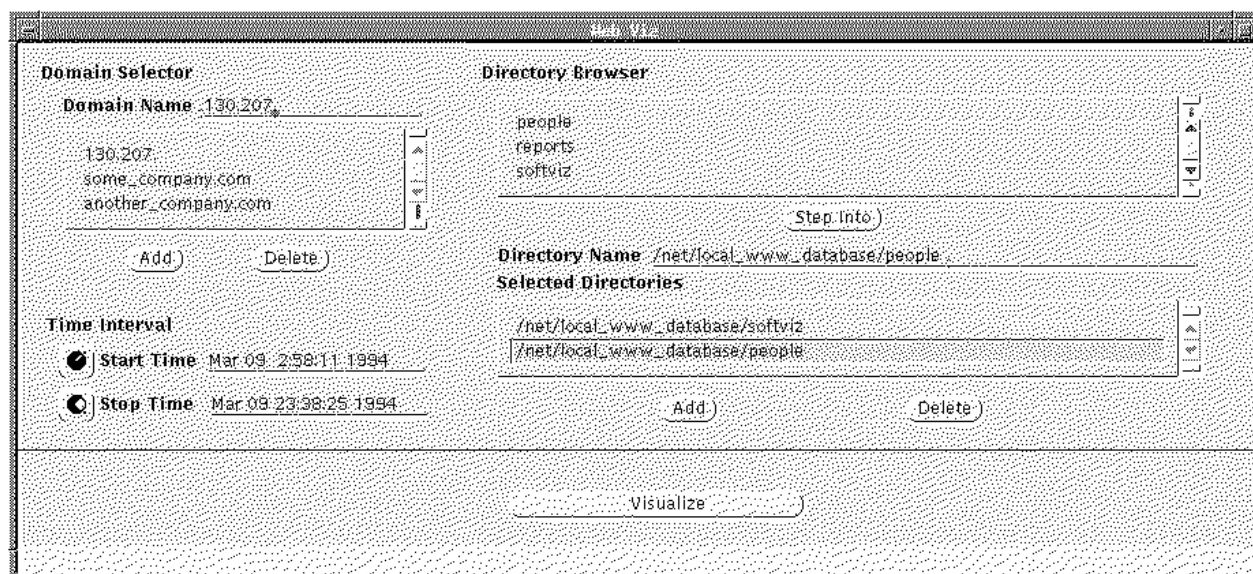 Web Viz
Domain Selector
Domain Name 130.207.
130.207.
some_company.com
another_company.com
Add
Delete
Time Interval
Start Time Mar 09 2:58:11 1994
Stop Time Mar 09 23:38:25 1994
Directory Browser
people
reports
softviz
Step Into
Directory Name /net/local_www_database/people
Selected Directories
/net/local_www_database/softviz
/net/local_www_database/people
Add
Delete
Visualize